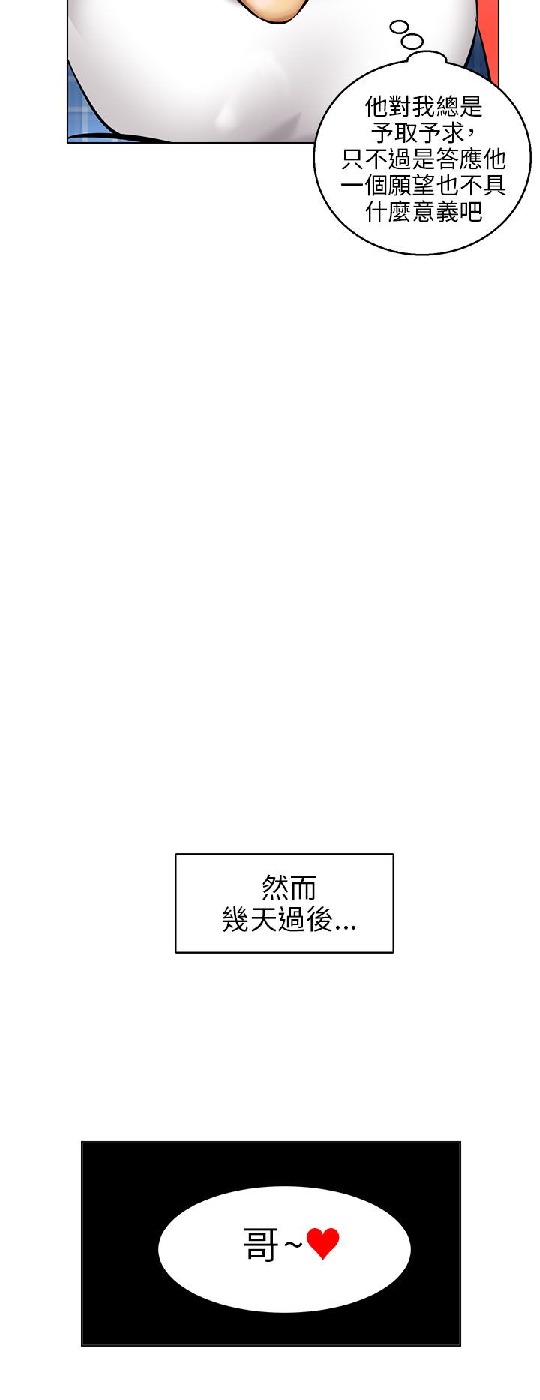 他對我總是
予取予求，
只不過是答應他
一個願望也不具
什麼意義吧
然而
幾天過後...
哥~♥